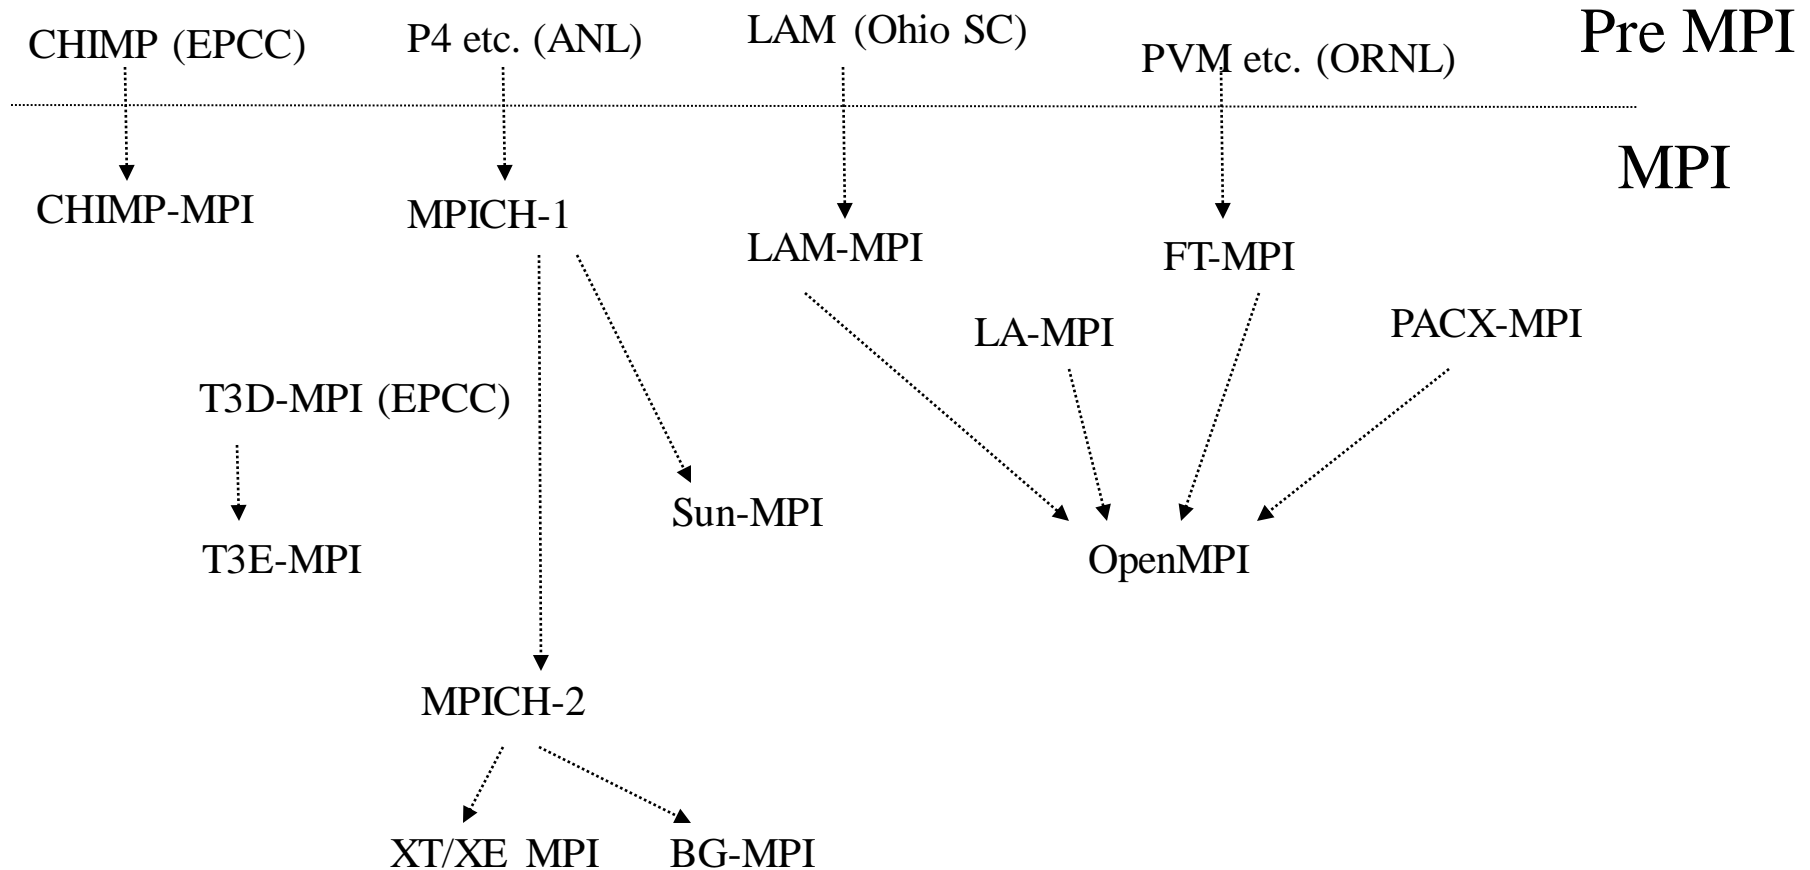 CHIMP (EPCC)
P4 etc. (ANL)
LAM (Ohio SC)
PVM etc. (ORNL)
Pre MPI
MPI
CHIMP-MPI
MPICH-1
LAM-MPI
FT-MPI
LA-MPI
PACX-MPI
T3D-MPI (EPCC)
Sun-MPI
T3E-MPI
OpenMPI
MPICH-2
XT/XE MPI
BG-MPI